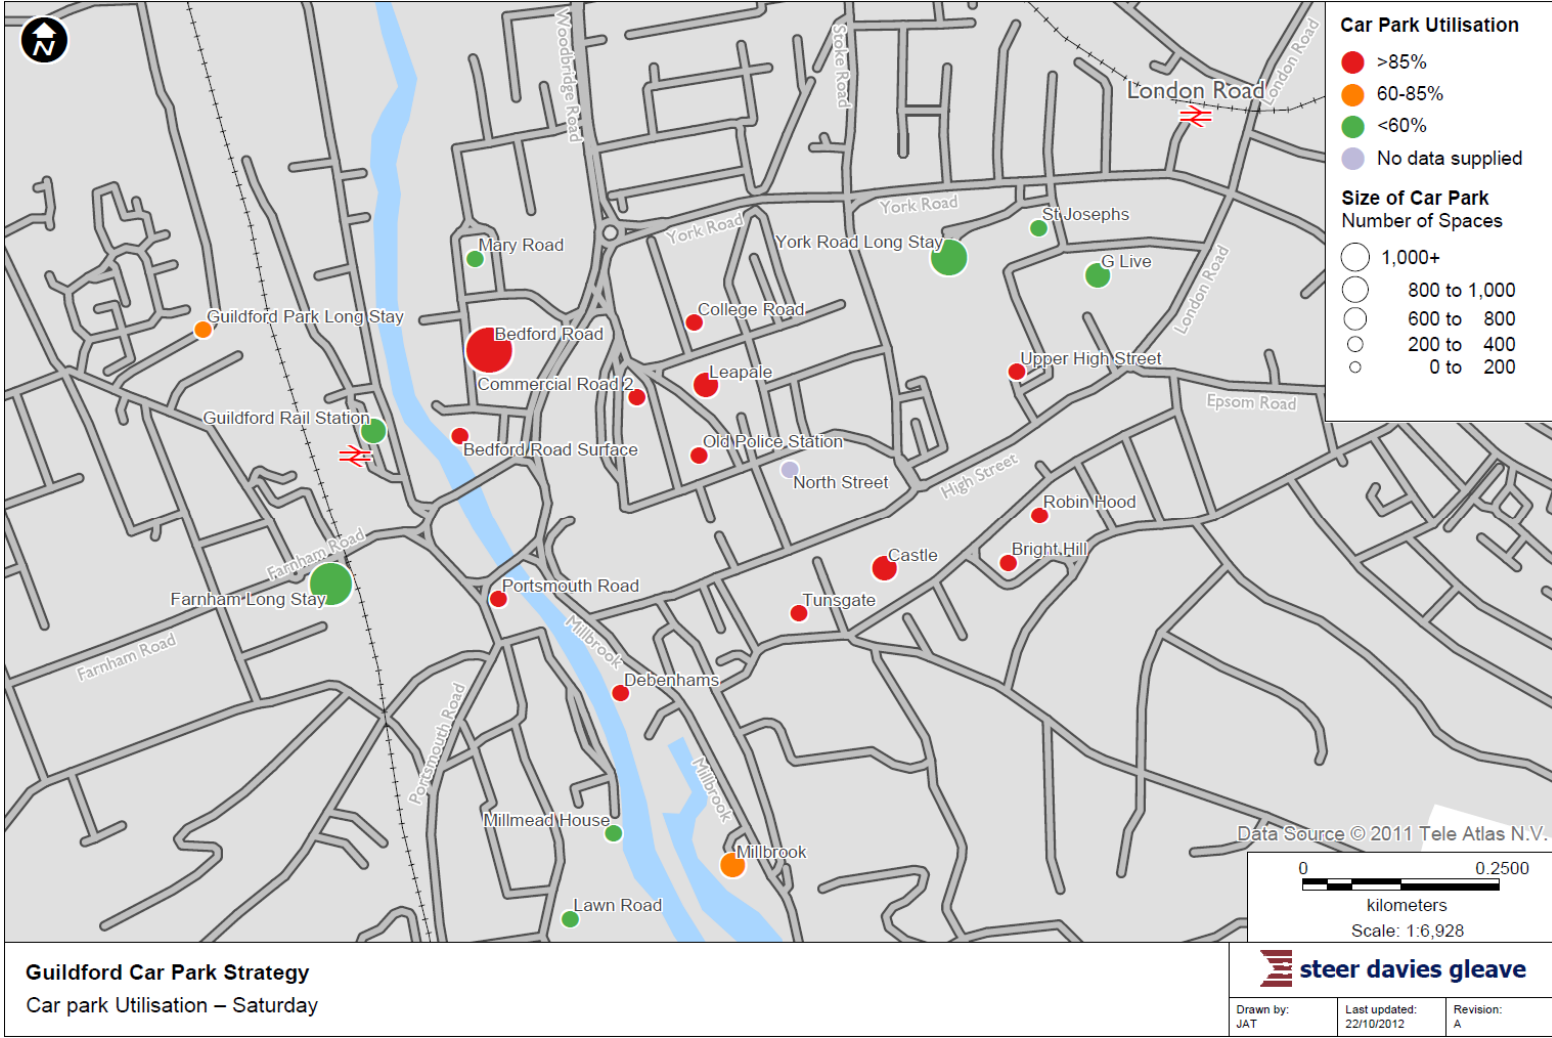 N
Woodbridge Road
Stoke Road
London Road
London Road
York Road
York Road
St Josephs
York Road Long Stay
G Live
London Road
Mary Road
Guildford Park Long Stay
College Road
Bedford Road
Upper High Street
Leapale
Commercial Road 2
Epsom Road
Guildford Rail Station
Bedford Road Surface
Old Police Station
North Street
High Street
Robin Hood
Farnham Road
Castle
Bright Hill
Farnham Long Stay
Portsmouth Road
Tunsgate
Farnham Road
Millbrook
Debenhams
Portsmouth Road
Millbrook
Millmead House
Millbrook
Lawn Road
Car Park Utilisation
>85%
60-85%
<60%
No data supplied
Size of Car Park
Number of Spaces
1,000+
800 to 1,000
600 to 800
200 to 400
0 to 200
Data Source © 2011 Tele Atlas N.V.
0 0.2500
kilometers
Scale: 1:6,928
Guildford Car Park Strategy
Car park Utilisation – Saturday
steer davies gleave
Drawn by: Last updated: Revision:
JAT 22/10/2012 A